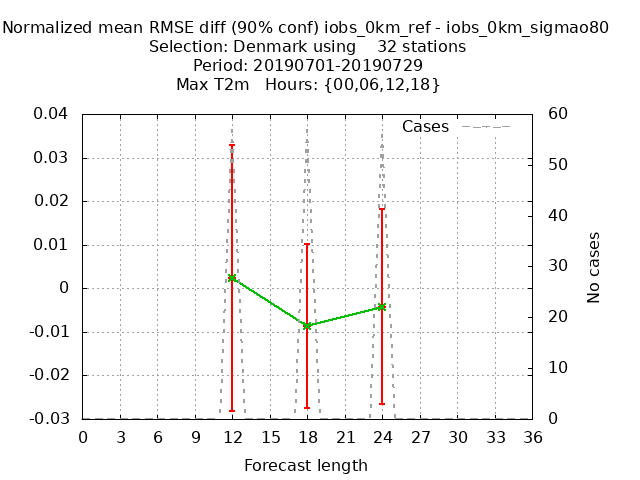 Normalized mean RMSE diff (90% conf) iobs_0km_ref - iobs_0km_sigmao80
Selection: Denmark using 32 stations
Period: 20190701-20190729
Max T2m Hours: {00,06,12,18}
Cases
0.04
0.03
0.02
0.01
0
-0.01
-0.02
-0.03
60
50
40
30
20
10
0
No cases
0 3 6 9 12 15 18 21 24 27 30 33 36
Forecast length